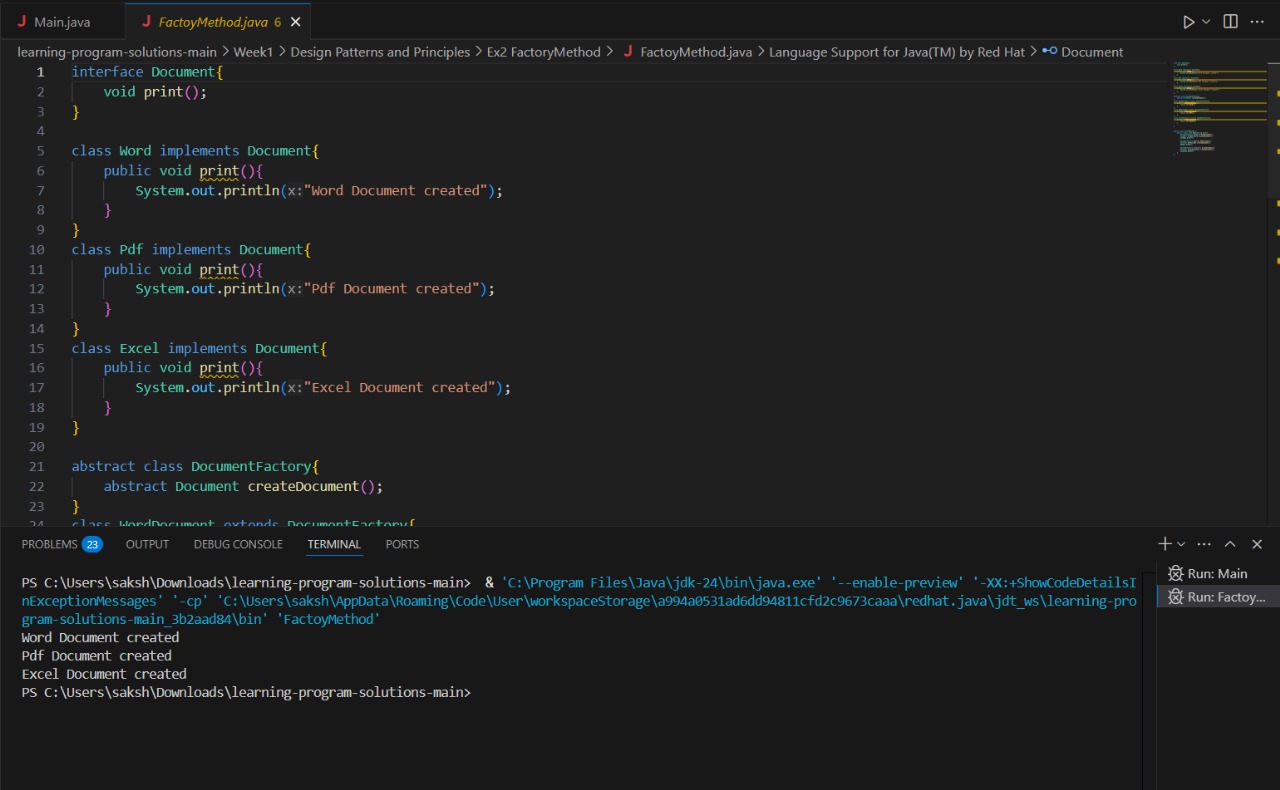 Main.java
FactoyMethod.java 6
learning-program-solutions-main > Week1 > Design Patterns and Principles > Ex2 FactoryMethod > FactoyMethod.java > Language Support for Java(TM) by Red Hat > Document
1 interface Document{
2 void print();
3 }
4
5 class Word implements Document{
6 public void print(){
7 System.out.println(x:"Word Document created");
8 }
9 }
10 class Pdf implements Document{
11 public void print(){
12 System.out.println(x:"Pdf Document created");
13 }
14 }
15 class Excel implements Document{
16 public void print(){
17 System.out.println(x:"Excel Document created");
18 }
19 }
20
21 abstract class DocumentFactory{
22 abstract Document createDocument();
23 }
24 class WordDocument extends DocumentFactory{
PROBLEMS 23 OUTPUT DEBUG CONSOLE TERMINAL PORTS
PS C:\Users\saksh\Downloads\learning-program-solutions-main> & 'C:\Program Files\Java\jdk-24\bin\java.exe' '--enable-preview' '-XX:+ShowCodeDetailsI
nExceptionMessages' '-cp' 'C:\Users\saksh\AppData\Roaming\Code\User\workspaceStorage\a994a0531ad6dd94811cfd2c9673caaa\redhat.java\jdt_ws\learning-pro
gram-solutions-main_3b2aad84\bin' 'FactoyMethod'
Word Document created
Pdf Document created
Excel Document created
PS C:\Users\saksh\Downloads\learning-program-solutions-main>
Run: Main
Run: Factoy...